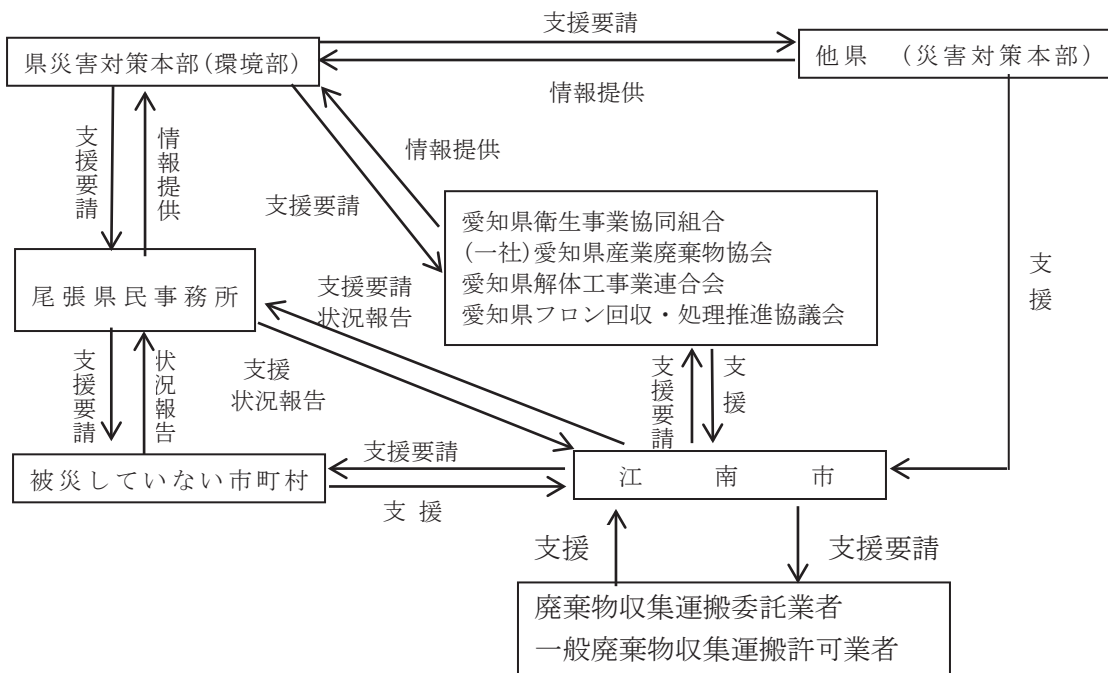 支援要請
県災害対策本部(環境部)
他県 (災害対策本部)
情報提供
支援要請
情報提供
情報提供
支援要請
愛知県衛生事業協同組合
(一社)愛知県産業廃棄物協会
愛知県解体工事業連合会
愛知県フロン回収・処理推進協議会
支援
尾張県民事務所
支援要請
状況報告
支援
状況報告
支援要請
状況報告
支援要請
支援
被災していない市町村
支援要請
支 援
江 南 市
支援
支援要請
廃棄物収集運搬委託業者
一般廃棄物収集運搬許可業者